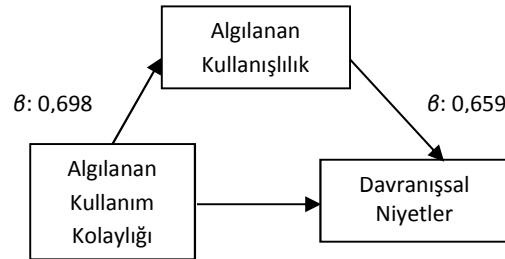 Algılanan
Kullanışlılık
β: 0,698
β: 0,659
Algılanan
Kullanım
Kolaylığı
Davranışsal
Niyetler